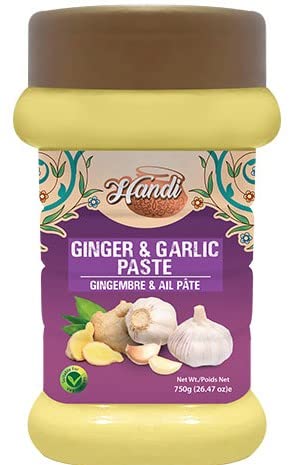 Handi
GINGER & GARLIC
PASTE
GINGEMBRE & AIL PÂTE
Net Wt./Poids Net
750g (26.47 oz)e